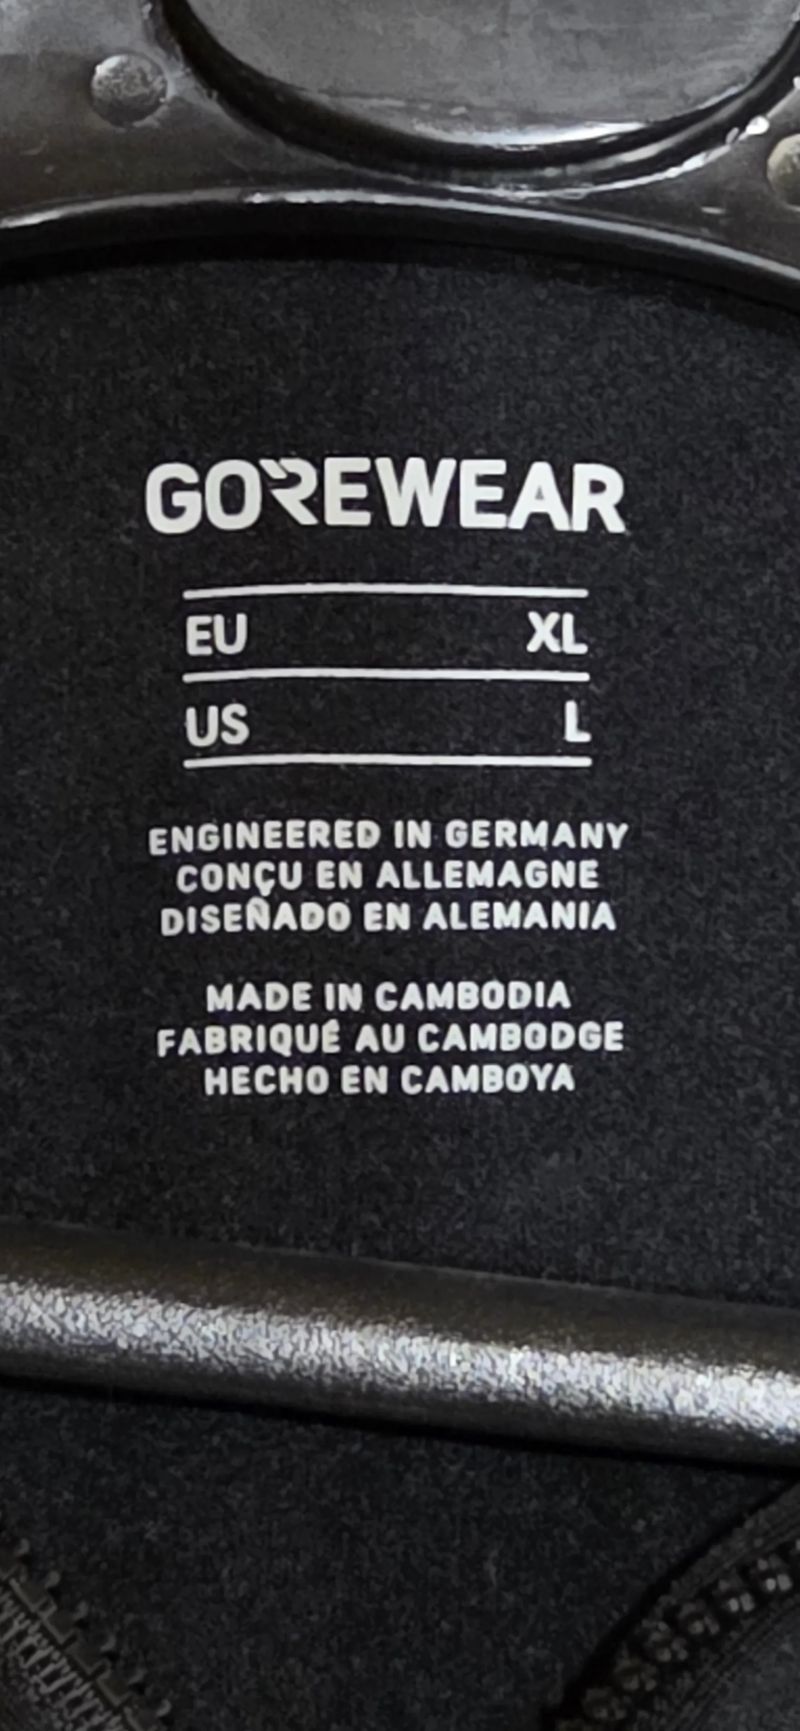 GOREWEAR
EU XL
US L
ENGINEERED IN GERMANY
CONÇU EN ALLEMAGNE
DISEÑADO EN ALEMANIA
MADE IN CAMBODIA
FABRIQUÉ AU CAMBODGE
HECHO EN CAMBOYA